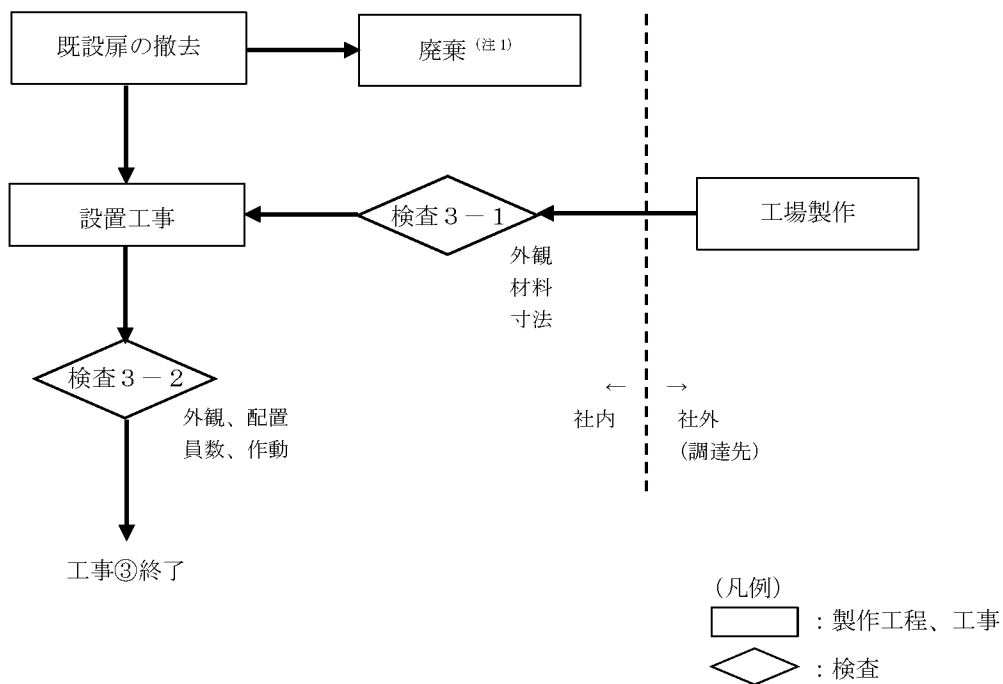 既設扉の撤去
廃棄(注1)
設置工事
検査3-1
工場製作
外観
材料
寸法
検査3-2
外観、配置
員数、作動
← →
社内 社外
(調達先)
工事③終了
(凡例)
:製作工程、工事
:検査